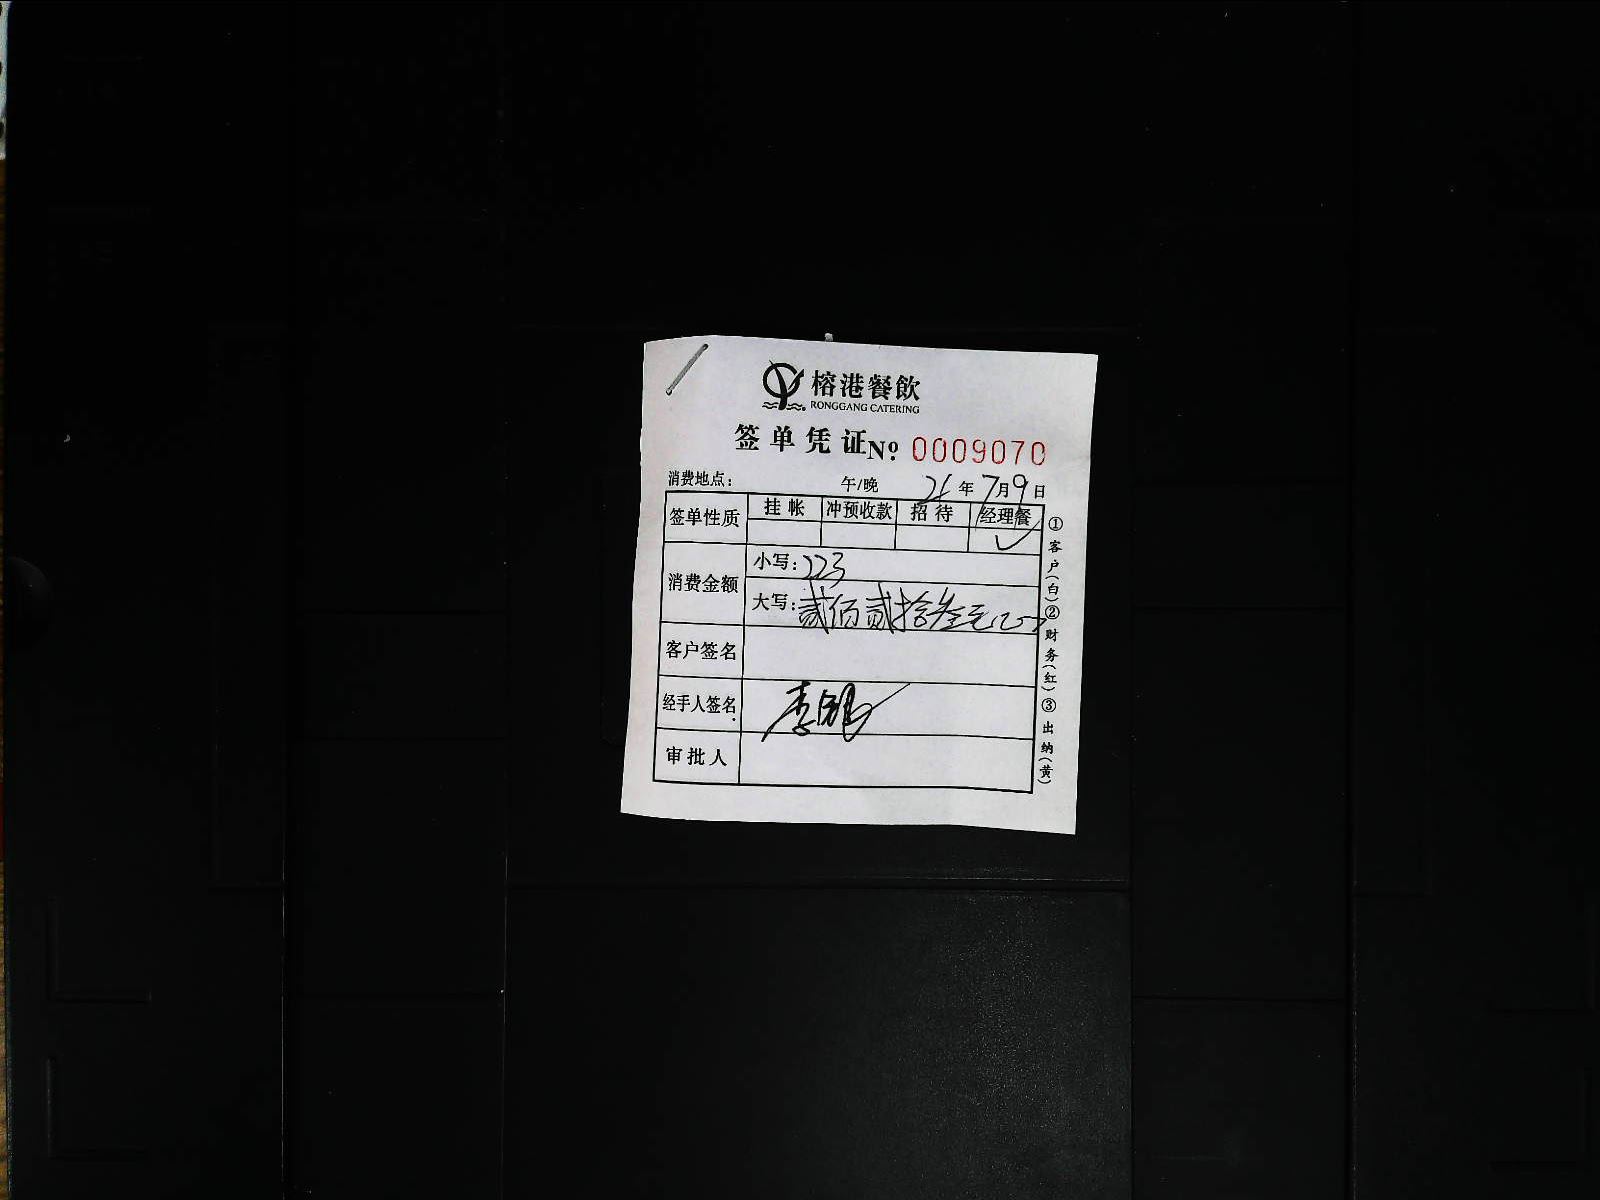 榕港餐飲
RONGGANG CATERING
签单凭证 Nº 0009070
消费地点： 午/晚 21年7月9日
签单性质 挂帐 冲预收款 招待 经理餐
✓
消费金额 小写：223
大写：贰佰贰拾叁元
客户签名
经手人签名 李
审批人
①客户（白）②财务（红）③出纳（黄）